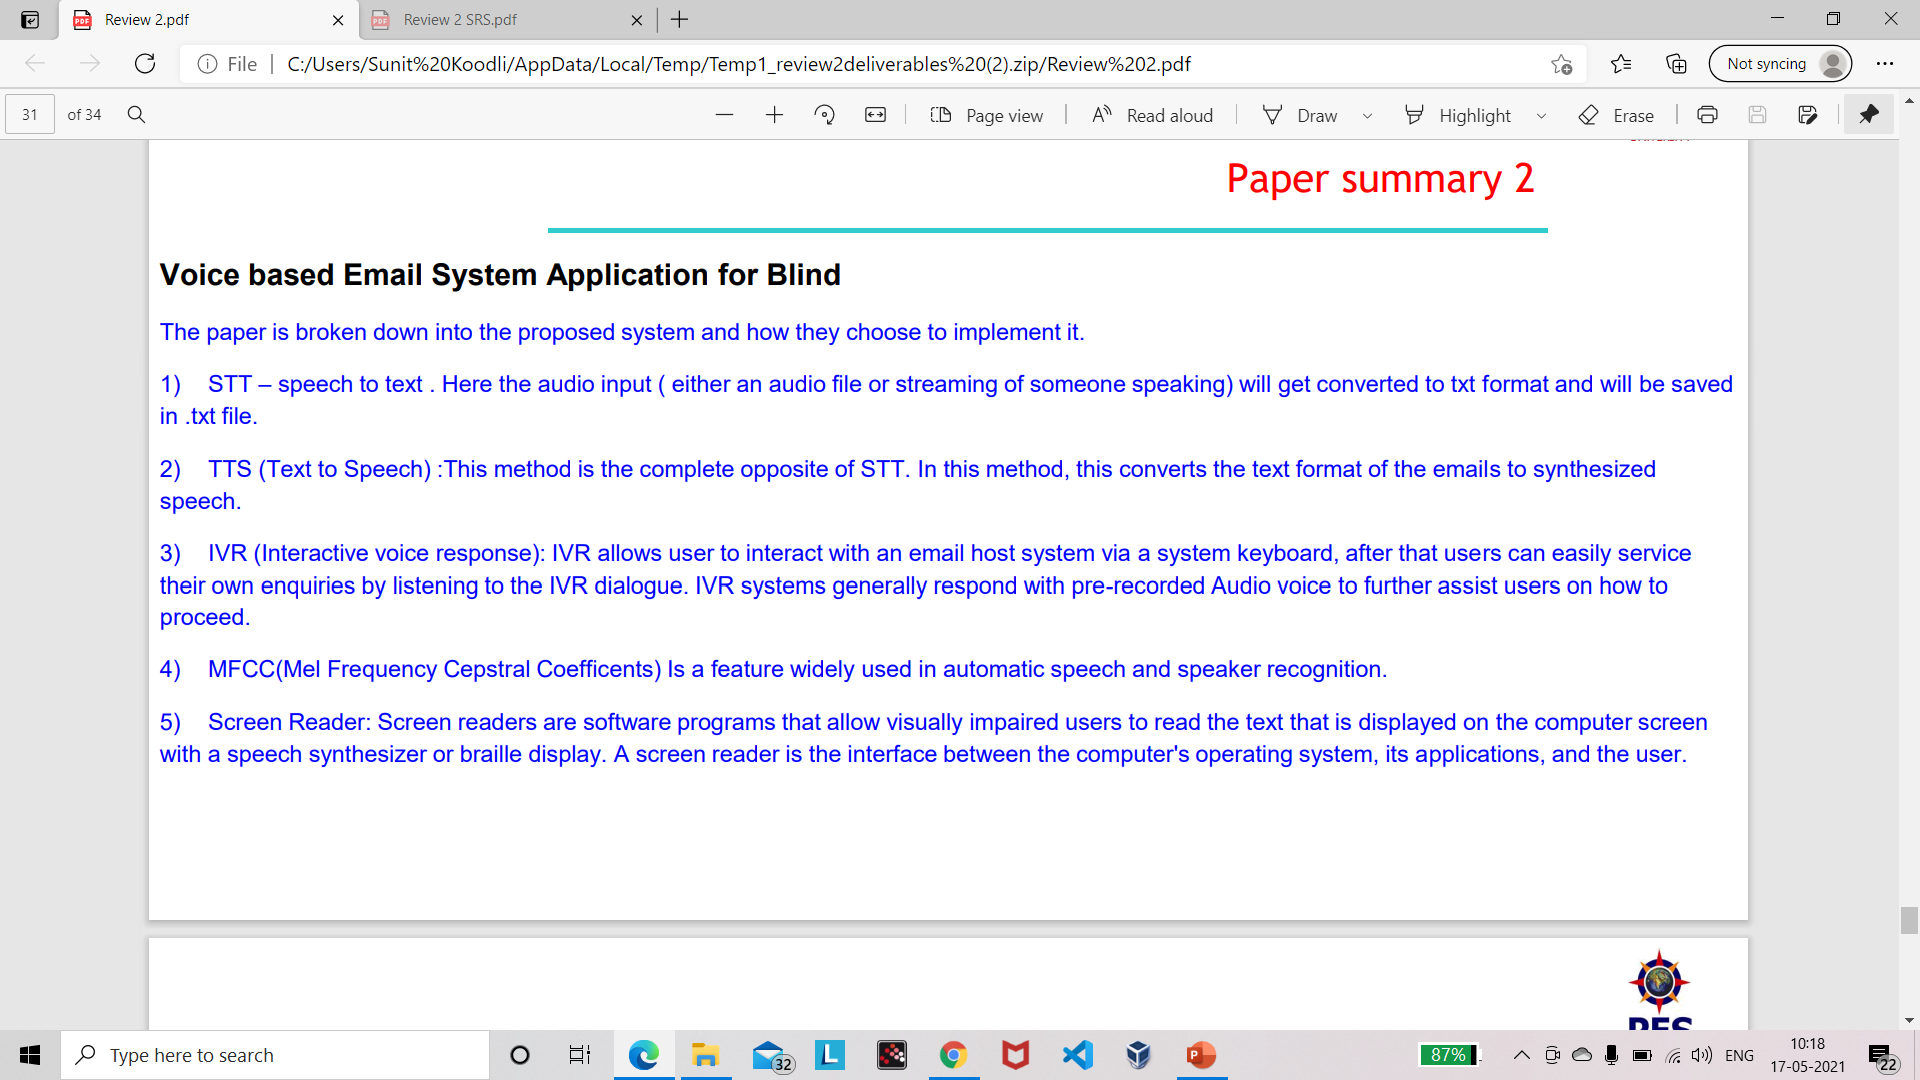 Review 2.pdf
Review 2 SRS.pdf
File
C:/Users/Sunit%20Koodli/AppData/Local/Temp/Temp1_review2deliverables%20(2).zip/Review%202.pdf
Not syncing
31 of 34
Page view
Read aloud
Draw
Highlight
Erase
Paper summary 2
Voice based Email System Application for Blind
The paper is broken down into the proposed system and how they choose to implement it.
1) STT – speech to text . Here the audio input ( either an audio file or streaming of someone speaking) will get converted to txt format and will be saved
in .txt file.
2) TTS (Text to Speech) :This method is the complete opposite of STT. In this method, this converts the text format of the emails to synthesized
speech.
3) IVR (Interactive voice response): IVR allows user to interact with an email host system via a system keyboard, after that users can easily service
their own enquiries by listening to the IVR dialogue. IVR systems generally respond with pre-recorded Audio voice to further assist users on how to
proceed.
4) MFCC(Mel Frequency Cepstral Coefficents) Is a feature widely used in automatic speech and speaker recognition.
5) Screen Reader: Screen readers are software programs that allow visually impaired users to read the text that is displayed on the computer screen
with a speech synthesizer or braille display. A screen reader is the interface between the computer's operating system, its applications, and the user.
PES
Type here to search
32
L
P
87%
ENG
10:18
17-05-2021
22